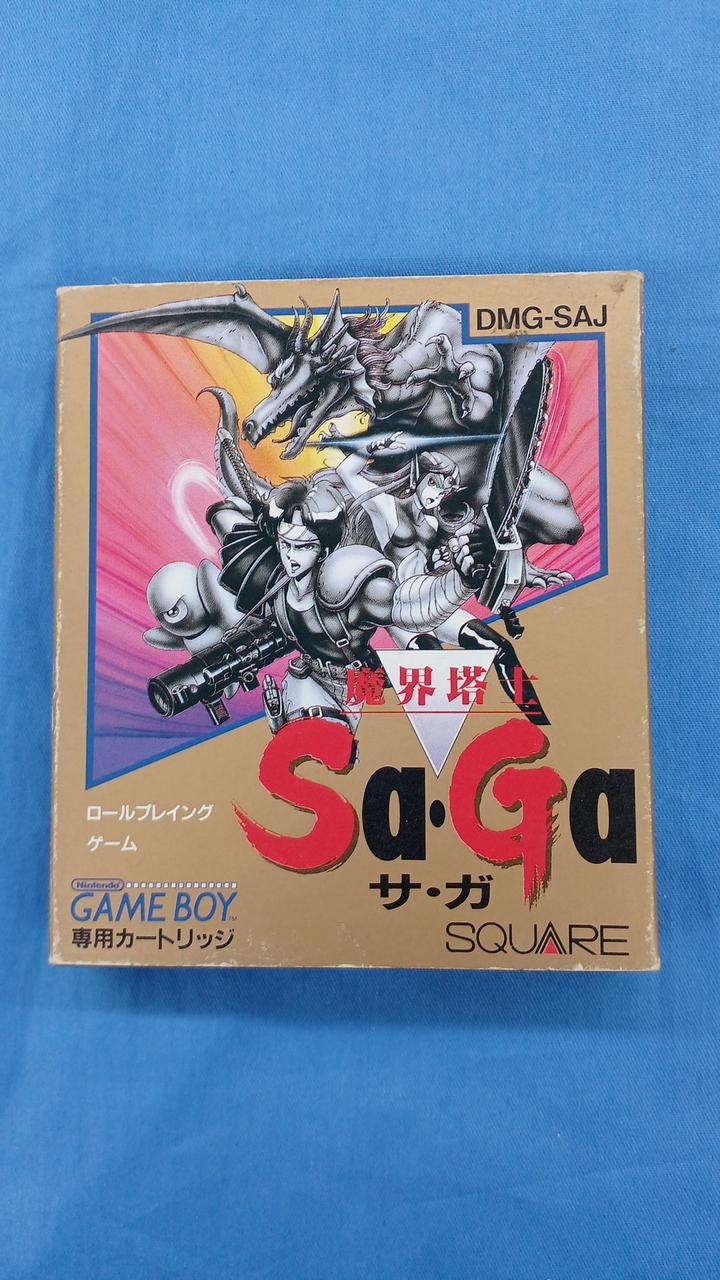 DMG-SAJ
魔界塔士
Sa・Ga
サ・ガ
ロールプレイング
ゲーム
Nintendo
GAME BOY™
専用カートリッジ
SQUARE